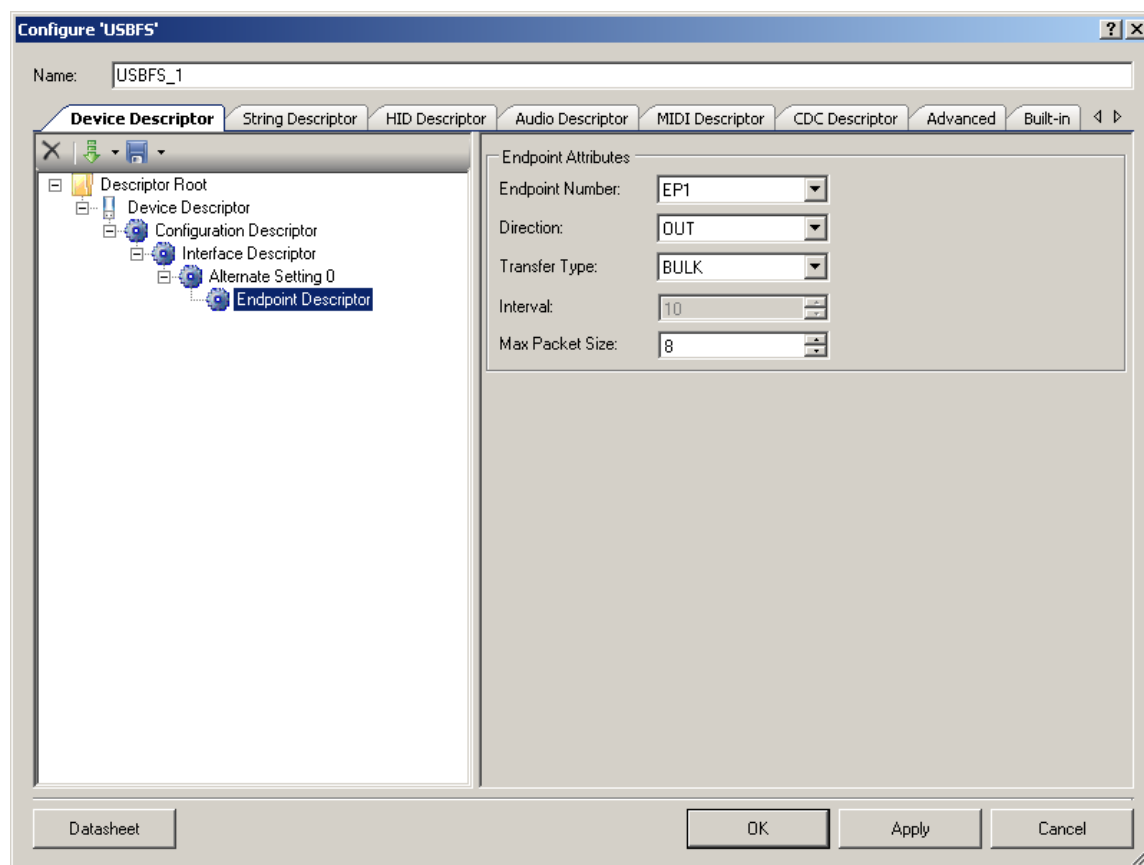 Configure 'USBFS'
Name: USBFS_1
Device Descriptor String Descriptor HID Descriptor Audio Descriptor MIDI Descriptor CDC Descriptor Advanced Built-in
Descriptor Root
Device Descriptor
Configuration Descriptor
Interface Descriptor
Alternate Setting 0
Endpoint Descriptor
Endpoint Attributes
Endpoint Number: EP1
Direction: OUT
Transfer Type: BULK
Interval: 10
Max Packet Size: 8
Datasheet OK Apply Cancel